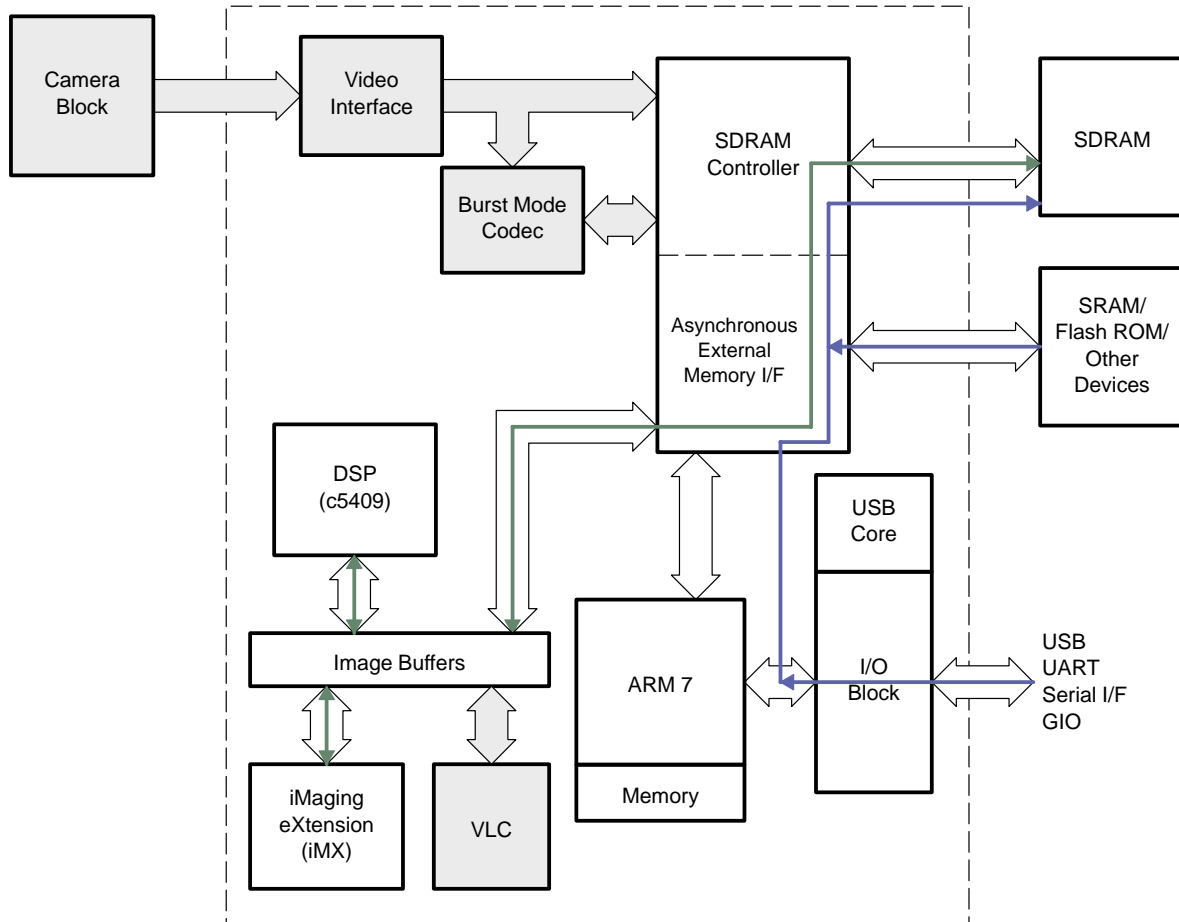 Camera
Block
Video
Interface
SDRAM
Controller
SDRAM
Burst Mode
Codec
Asynchronous
External
Memory I/F
SRAM/
Flash ROM/
Other
Devices
DSP
(c5409)
USB
Core
Image Buffers
ARM 7
I/O
Block
USB
UART
Serial I/F
GIO
iMaging
eXtension
(iMX)
VLC
Memory